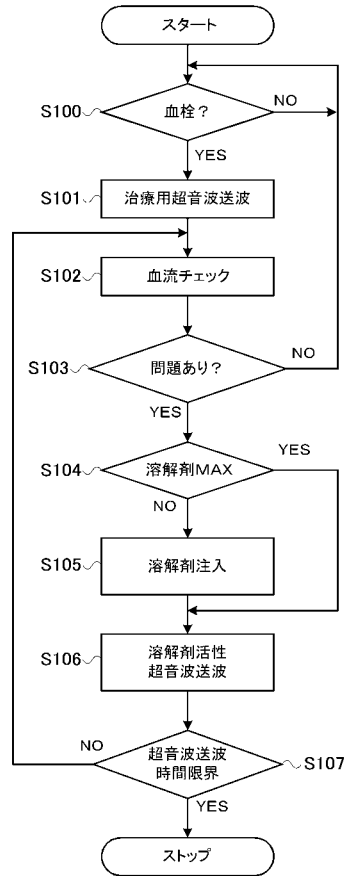 スタート
S100
血栓？
NO
YES
S101
治療用超音波送波
S102
血流チェック
S103
問題あり？
NO
YES
S104
溶解剤MAX
YES
NO
S105
溶解剤注入
S106
溶解剤活性
超音波送波
NO
超音波送波
時間限界
S107
YES
ストップ